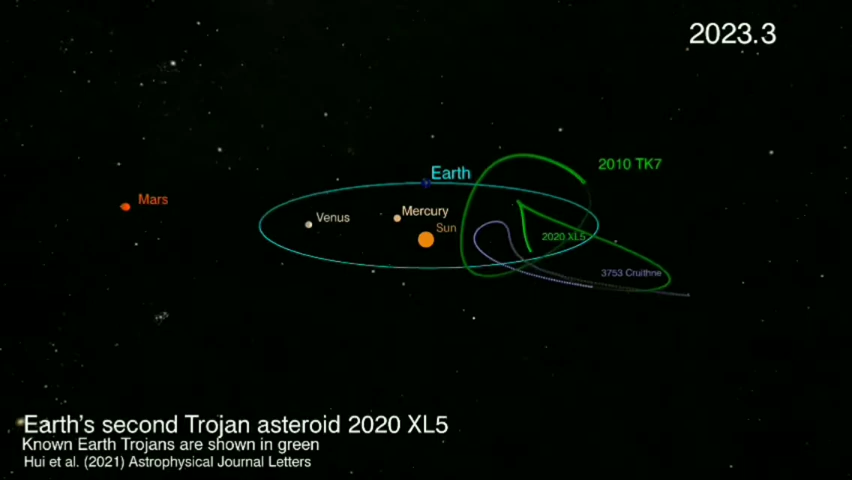 2023.3
2010 TK7
Earth
Mars
Mercury
Venus
Sun
2020 XL5
3753 Cruithne
Earth's second Trojan asteroid 2020 XL5
Known Earth Trojans are shown in green
Hui et al. (2021) Astrophysical Journal Letters